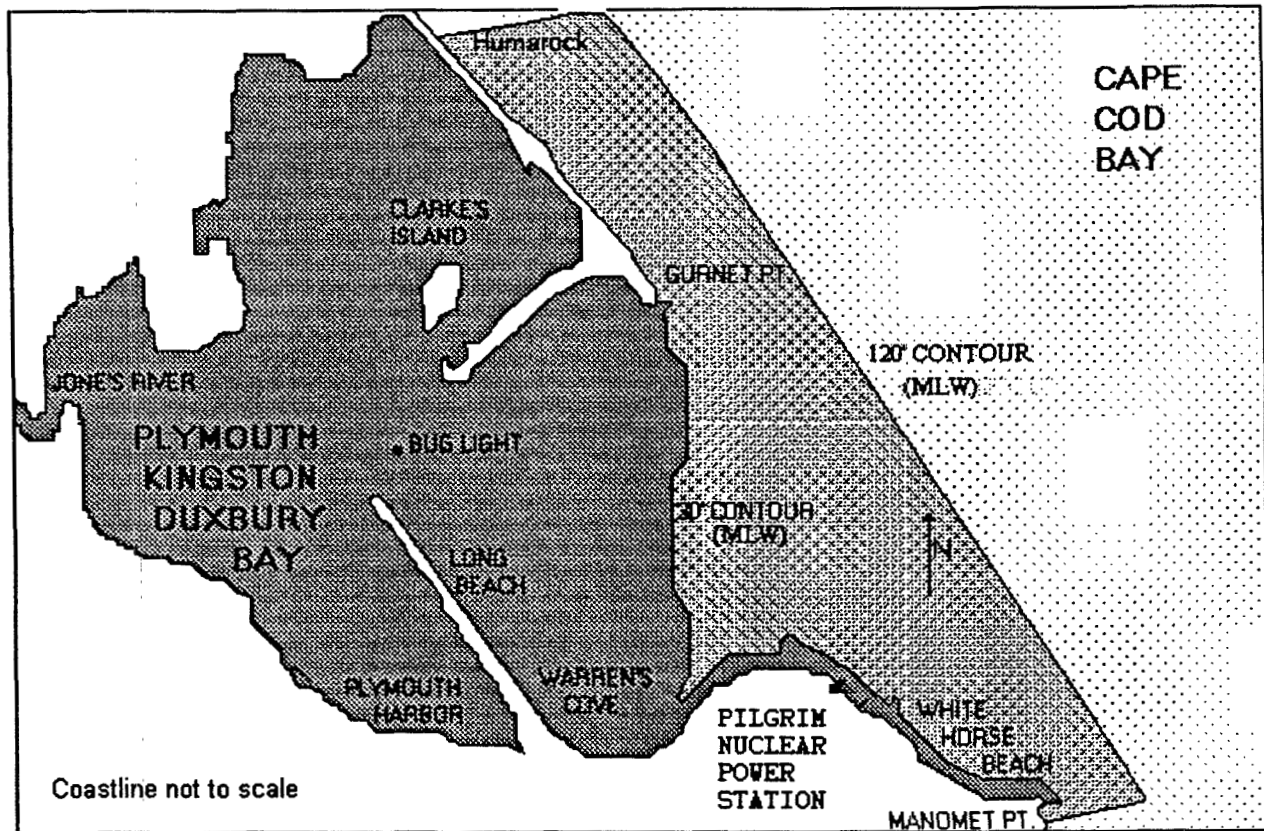 Humarock
CAPE
COD
BAY
CLARKE'S
ISLAND
GURNET PT.
120' CONTOUR
(MLW)
JONE'S RIVER
PLYMOUTH
KINGSTON
DUXBURY
BAY
BUG LIGHT
30' CONTOUR
(MLW)
N
LONG
BEACH
PLYMOUTH
HARBOR
WARREN'S
COVE
PILGRIM
NUCLEAR
POWER
STATION
WHITE
HORSE
BEACH
MANOMET PT.
Coastline not to scale